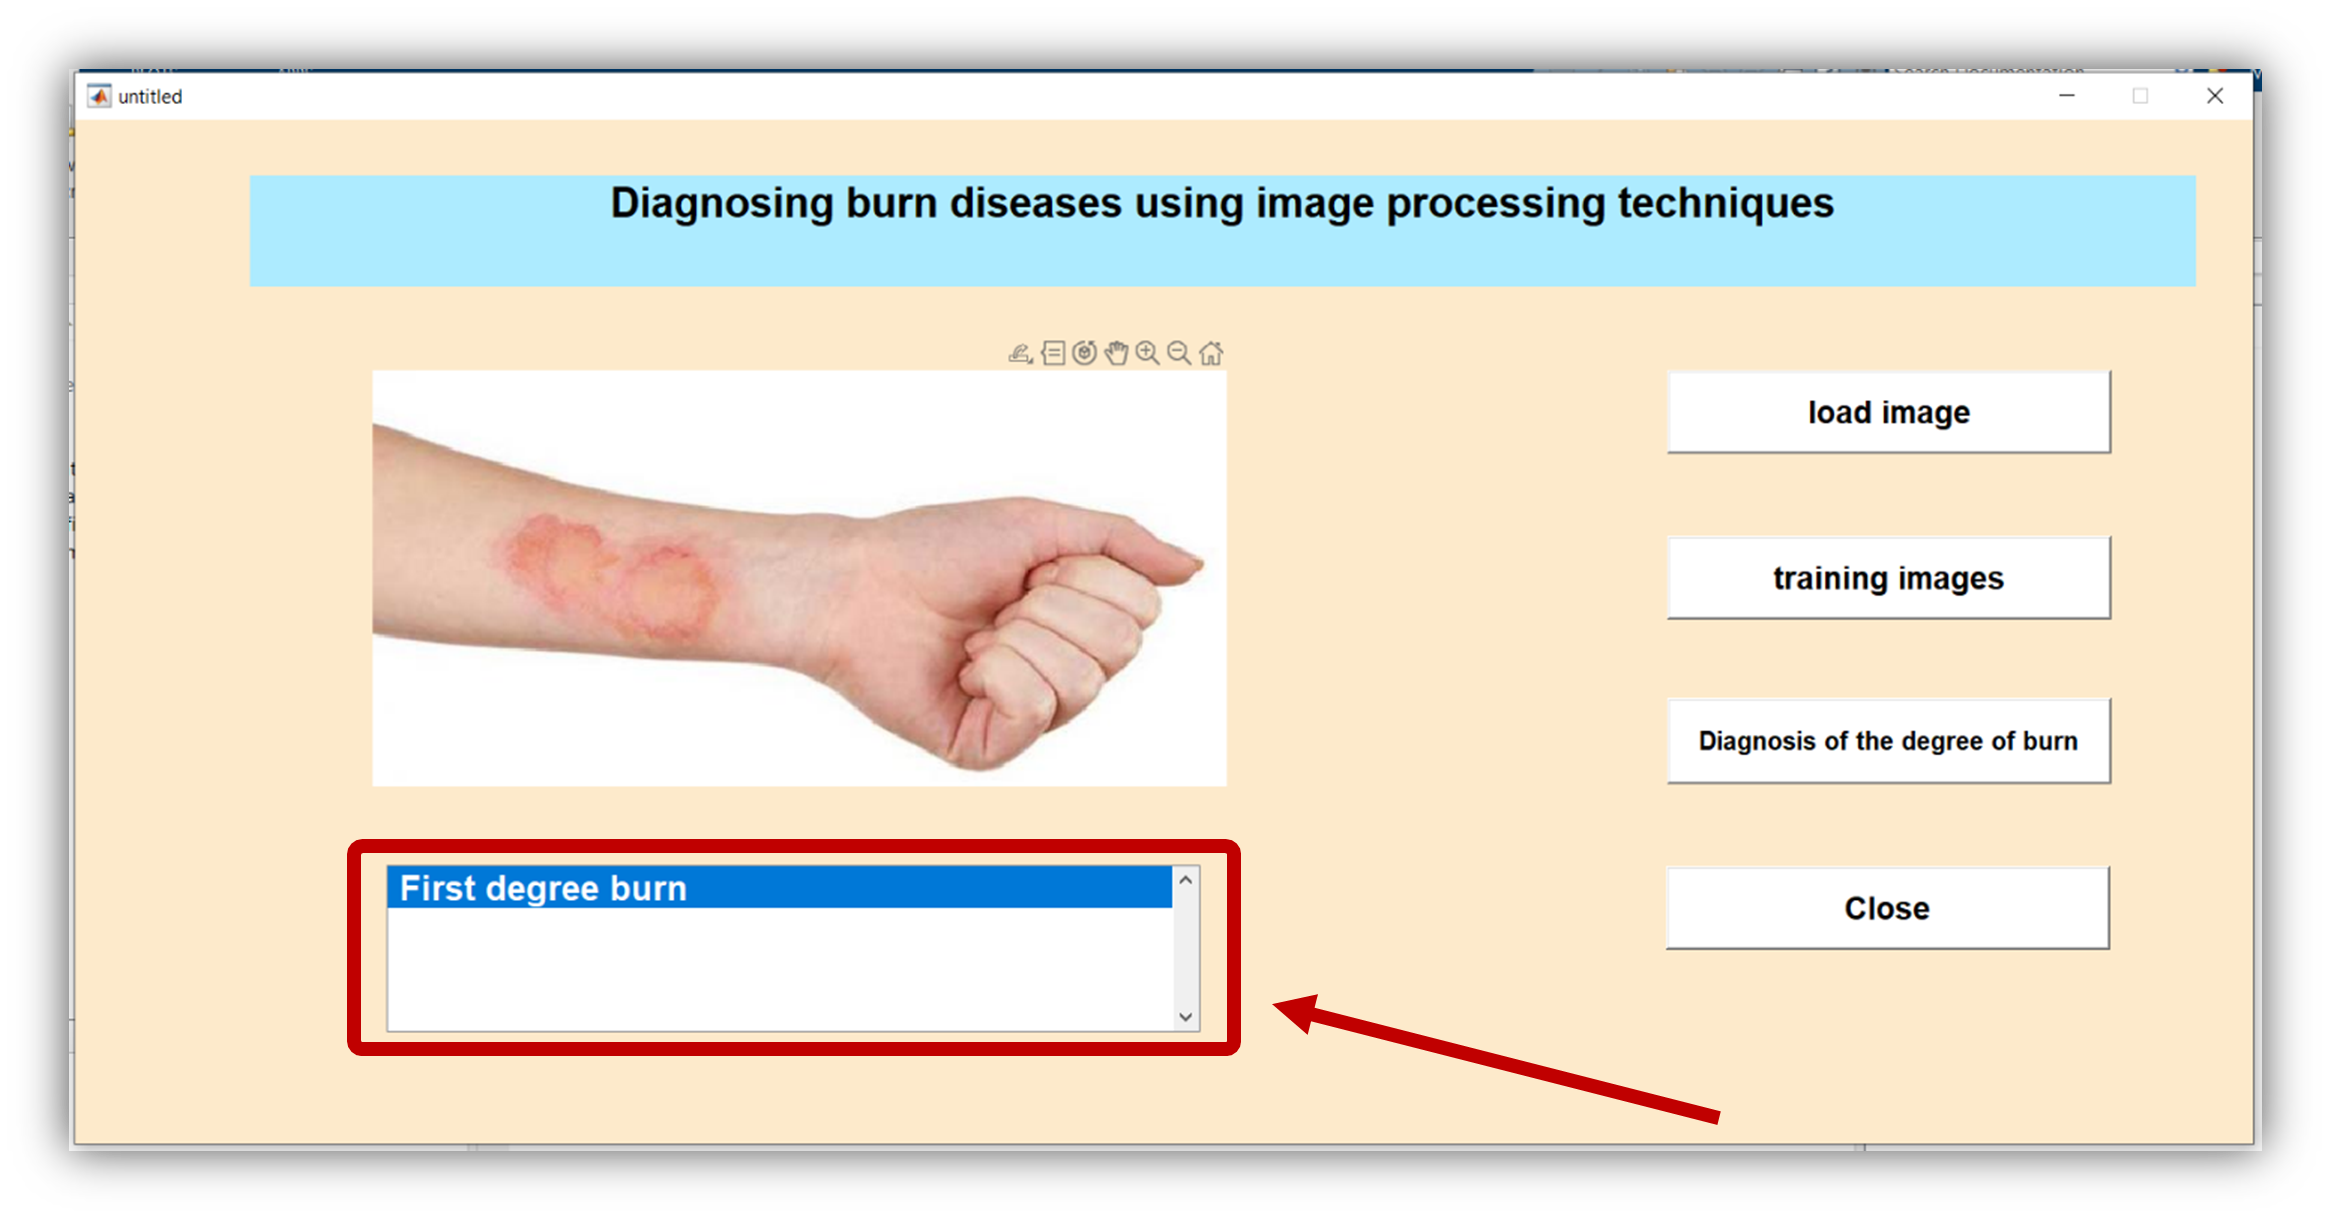 untitled
Diagnosing burn diseases using image processing techniques
load image
training images
Diagnosis of the degree of burn
First degree burn
Close